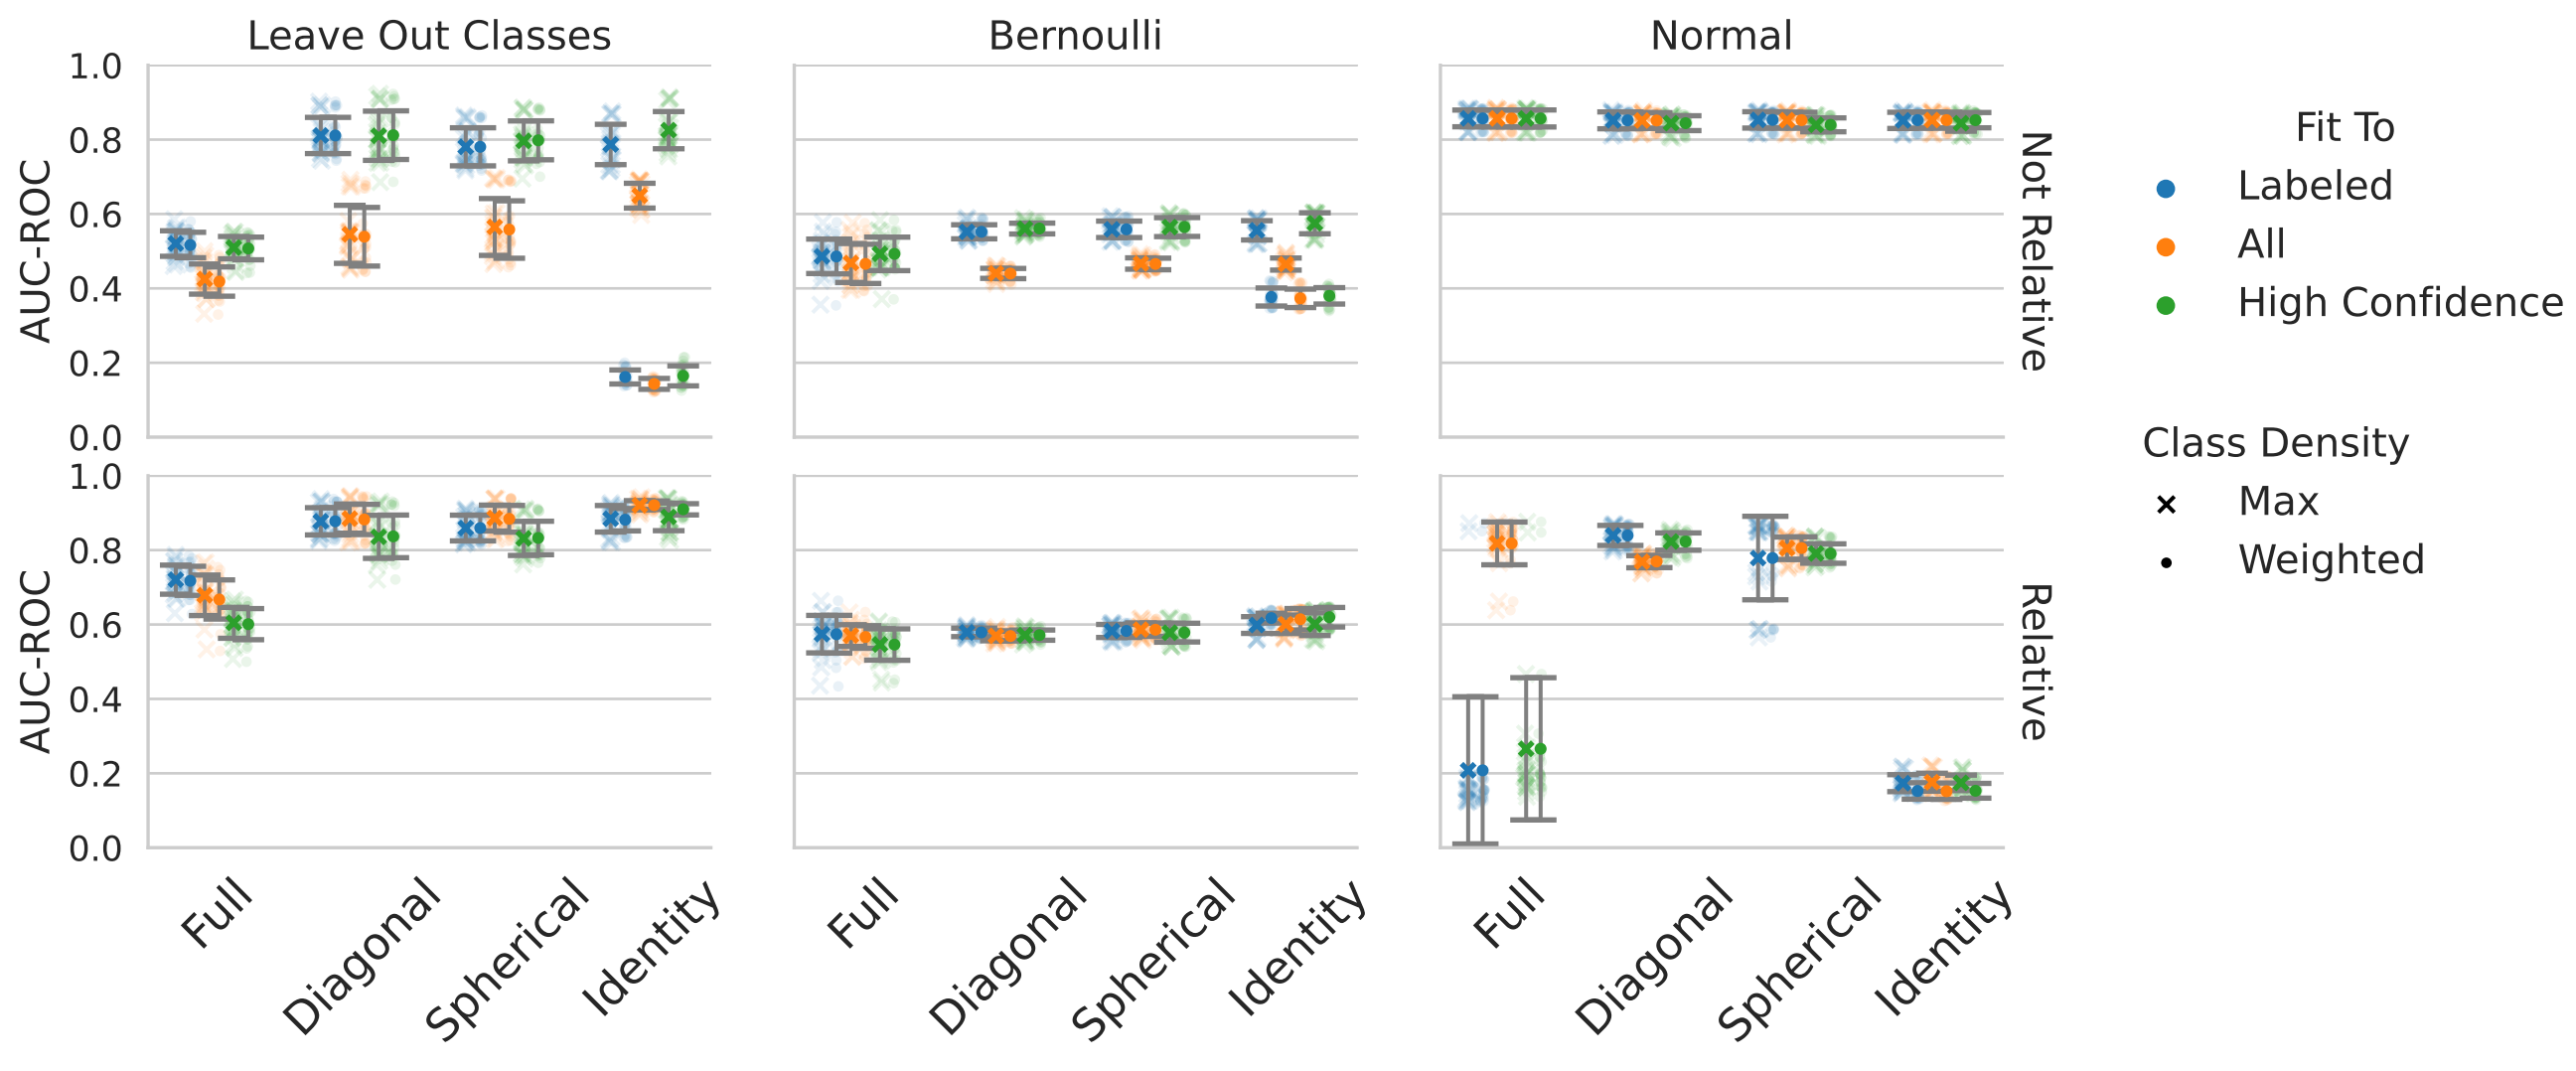 Leave Out Classes
Bernoulli
Normal
AUC-ROC
1.0
0.8
0.6
0.4
0.2
0.0
Not Relative
AUC-ROC
1.0
0.8
0.6
0.4
0.2
0.0
Relative
Full
Diagonal
Spherical
Identity
Full
Diagonal
Spherical
Identity
Full
Diagonal
Spherical
Identity
Fit To
Labeled
All
High Confidence
Class Density
Max
Weighted